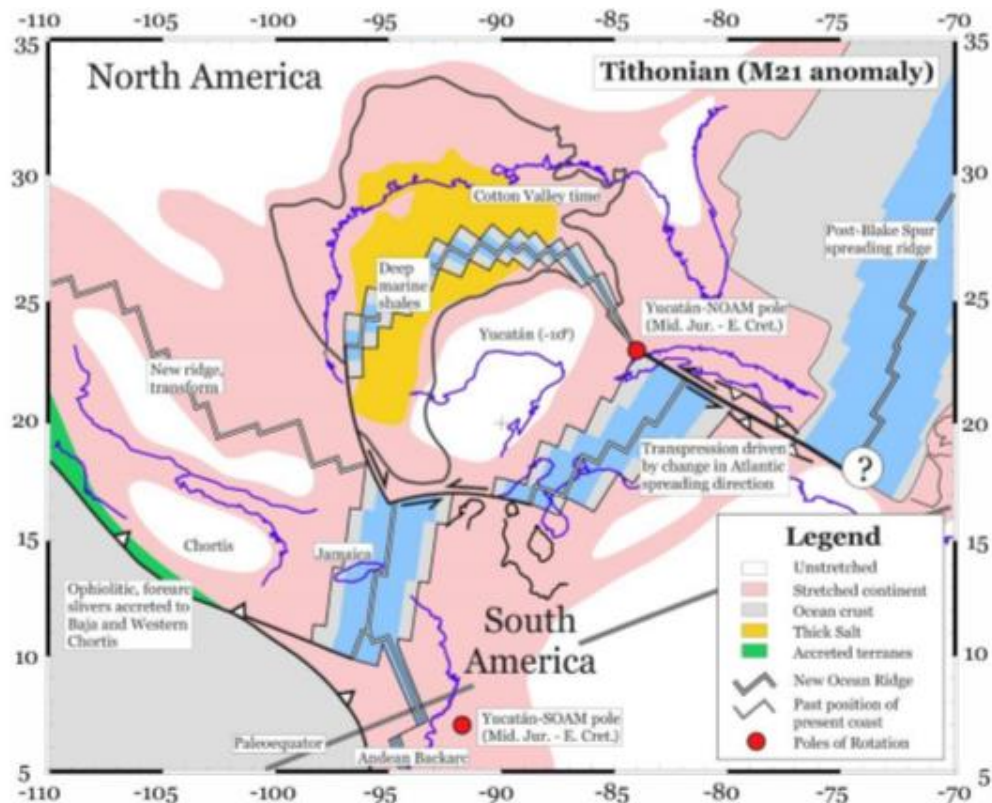 -110 -105 -100 -95 -90 -85 -80 -75 -70
35 35
North America
Tithonian (M21 anomaly)
30 30
Cotton Valley time
Post-Blake Spur
spreading ridge
Deep
marine
shales
25 25
Yucatán-NOAM pole
(Mid. Jur. - E. Cret.)
Yucatán (-10°)
New ridge,
transform
20 20
Transpression driven
by change in Atlantic
spreading direction
?
Chortis
15 15
Jamaica
Ophiolitic, forearc
slivers accreted to
Baja and Western
Chortis
South
America
10 10
Legend
Unstretched
Stretched continent
Ocean crust
Thick Salt
Accreted terranes
New Ocean Ridge
Past position of
present coast
Poles of Rotation
Yucatán-SOAM pole
(Mid. Jur. - E. Cret.)
Paleoequator
Andean Backarc
5 5
-110 -105 -100 -95 -90 -85 -80 -75 -70